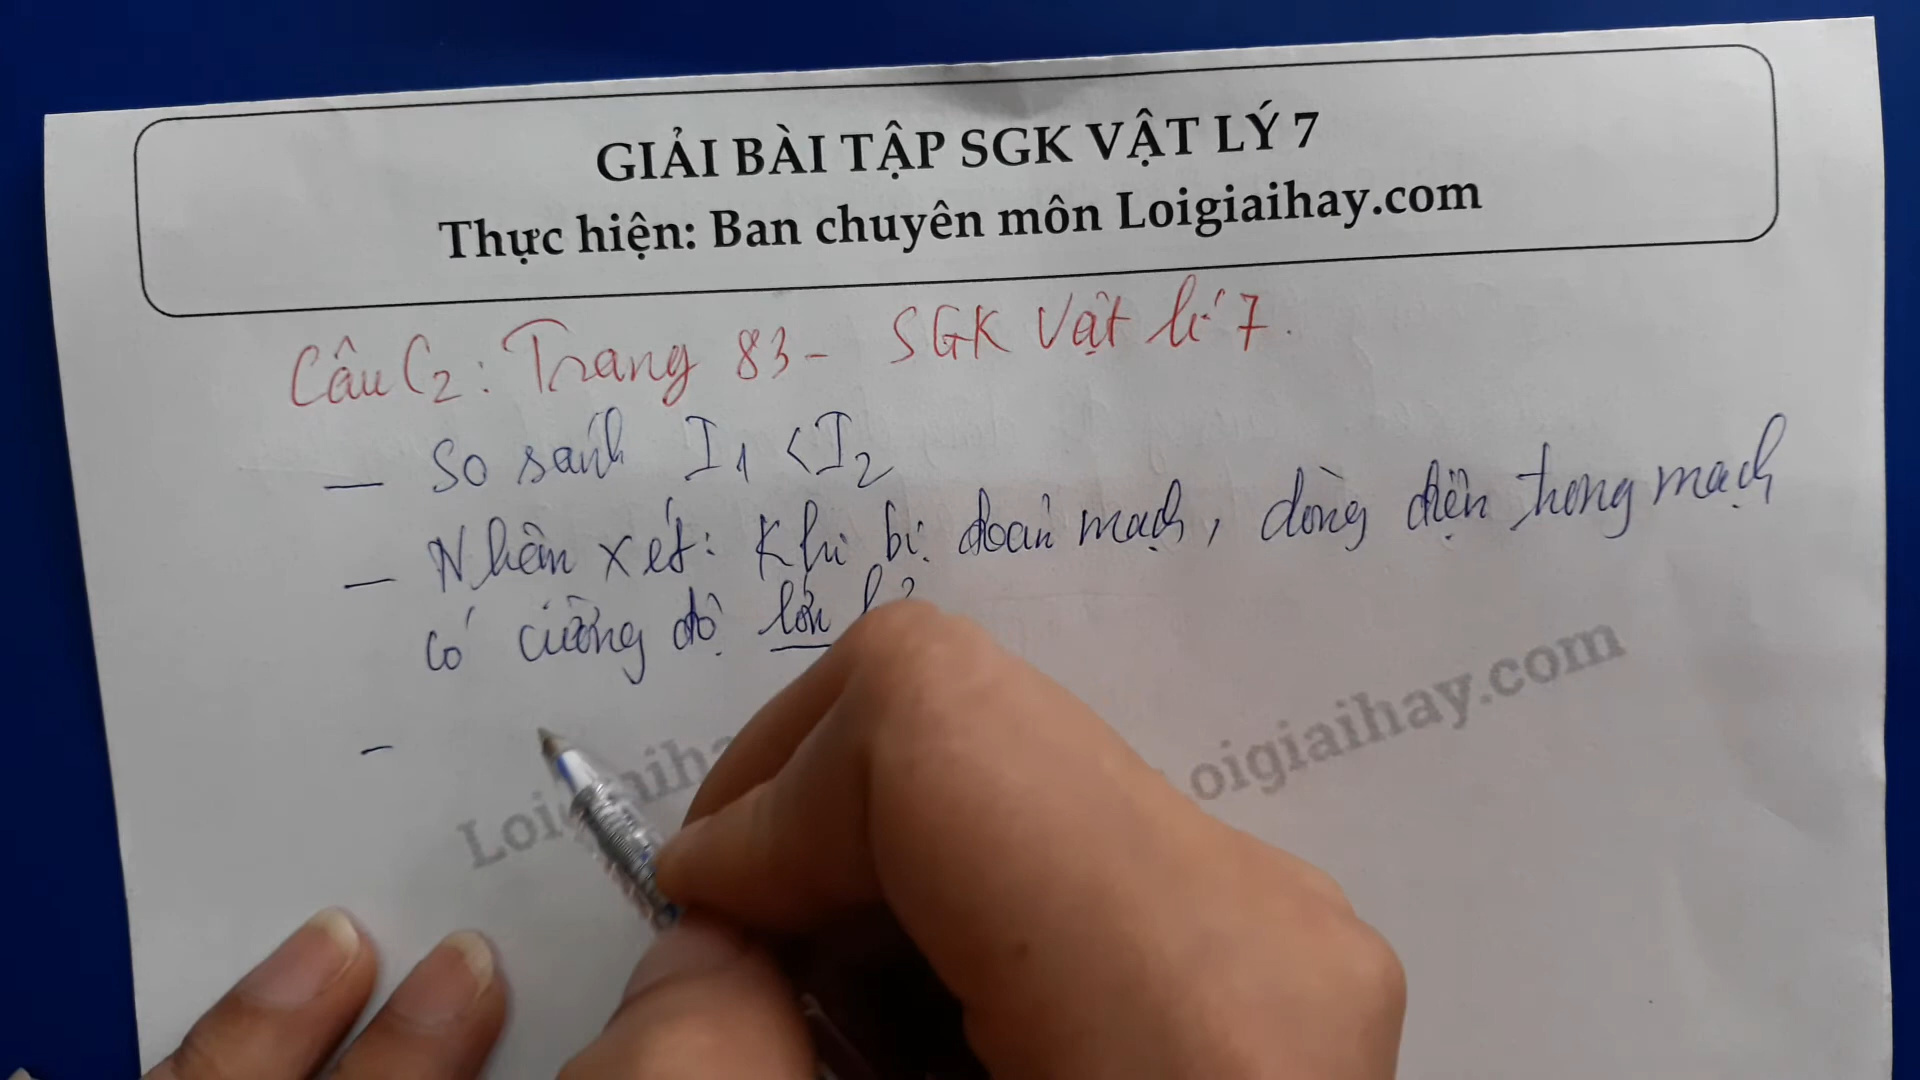 GIẢI BÀI TẬP SGK VẬT LÝ 7
Thực hiện: Ban chuyên môn Loigiaihay.com
Câu C2: Trang 83 - SGK Vật lí 7.
— So sánh I1 < I2
— Nhận xét: Khi bị đoản mạch, dòng điện trong mạch
có cường độ lớn
-
oigiaihay.com